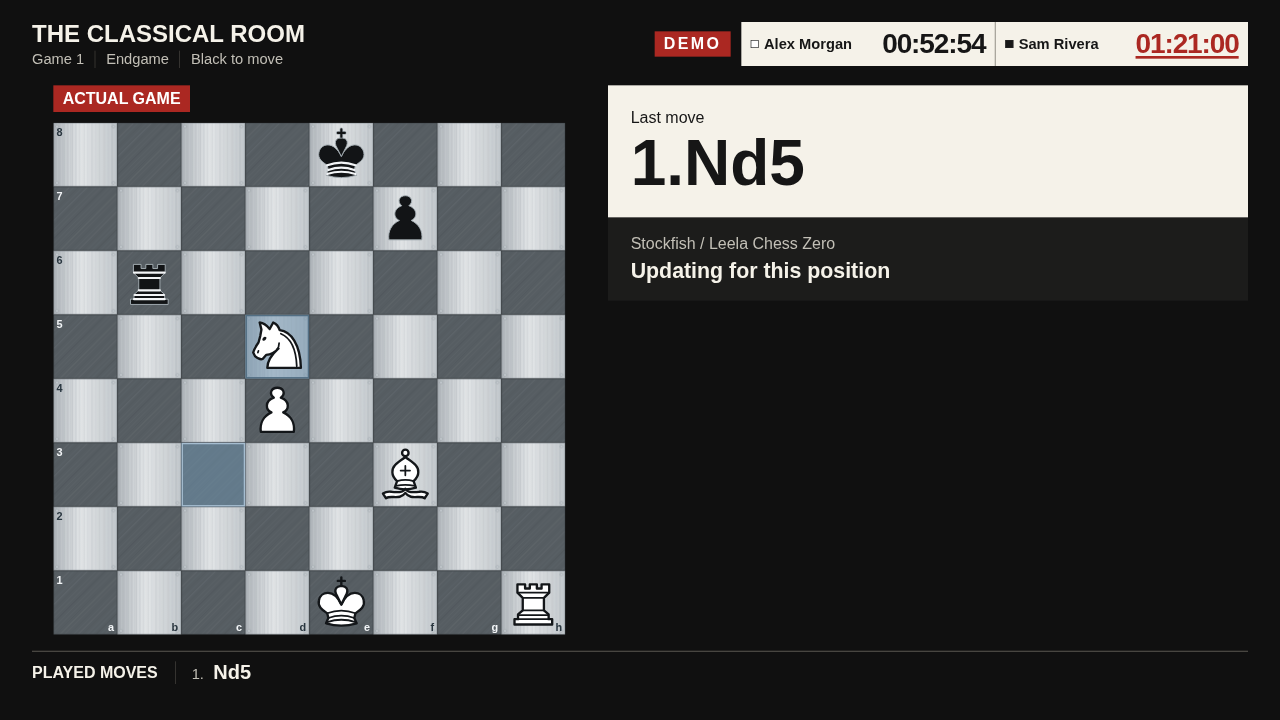 THE CLASSICAL ROOM
Game 1 Endgame Black to move
DEMO
Alex Morgan 00:52:54
Sam Rivera 01:21:00
ACTUAL GAME
Last move
1.Nd5
Stockfish / Leela Chess Zero
Updating for this position
8
7
6
5
4
3
2
1
a b c d e f g h
PLAYED MOVES 1. Nd5